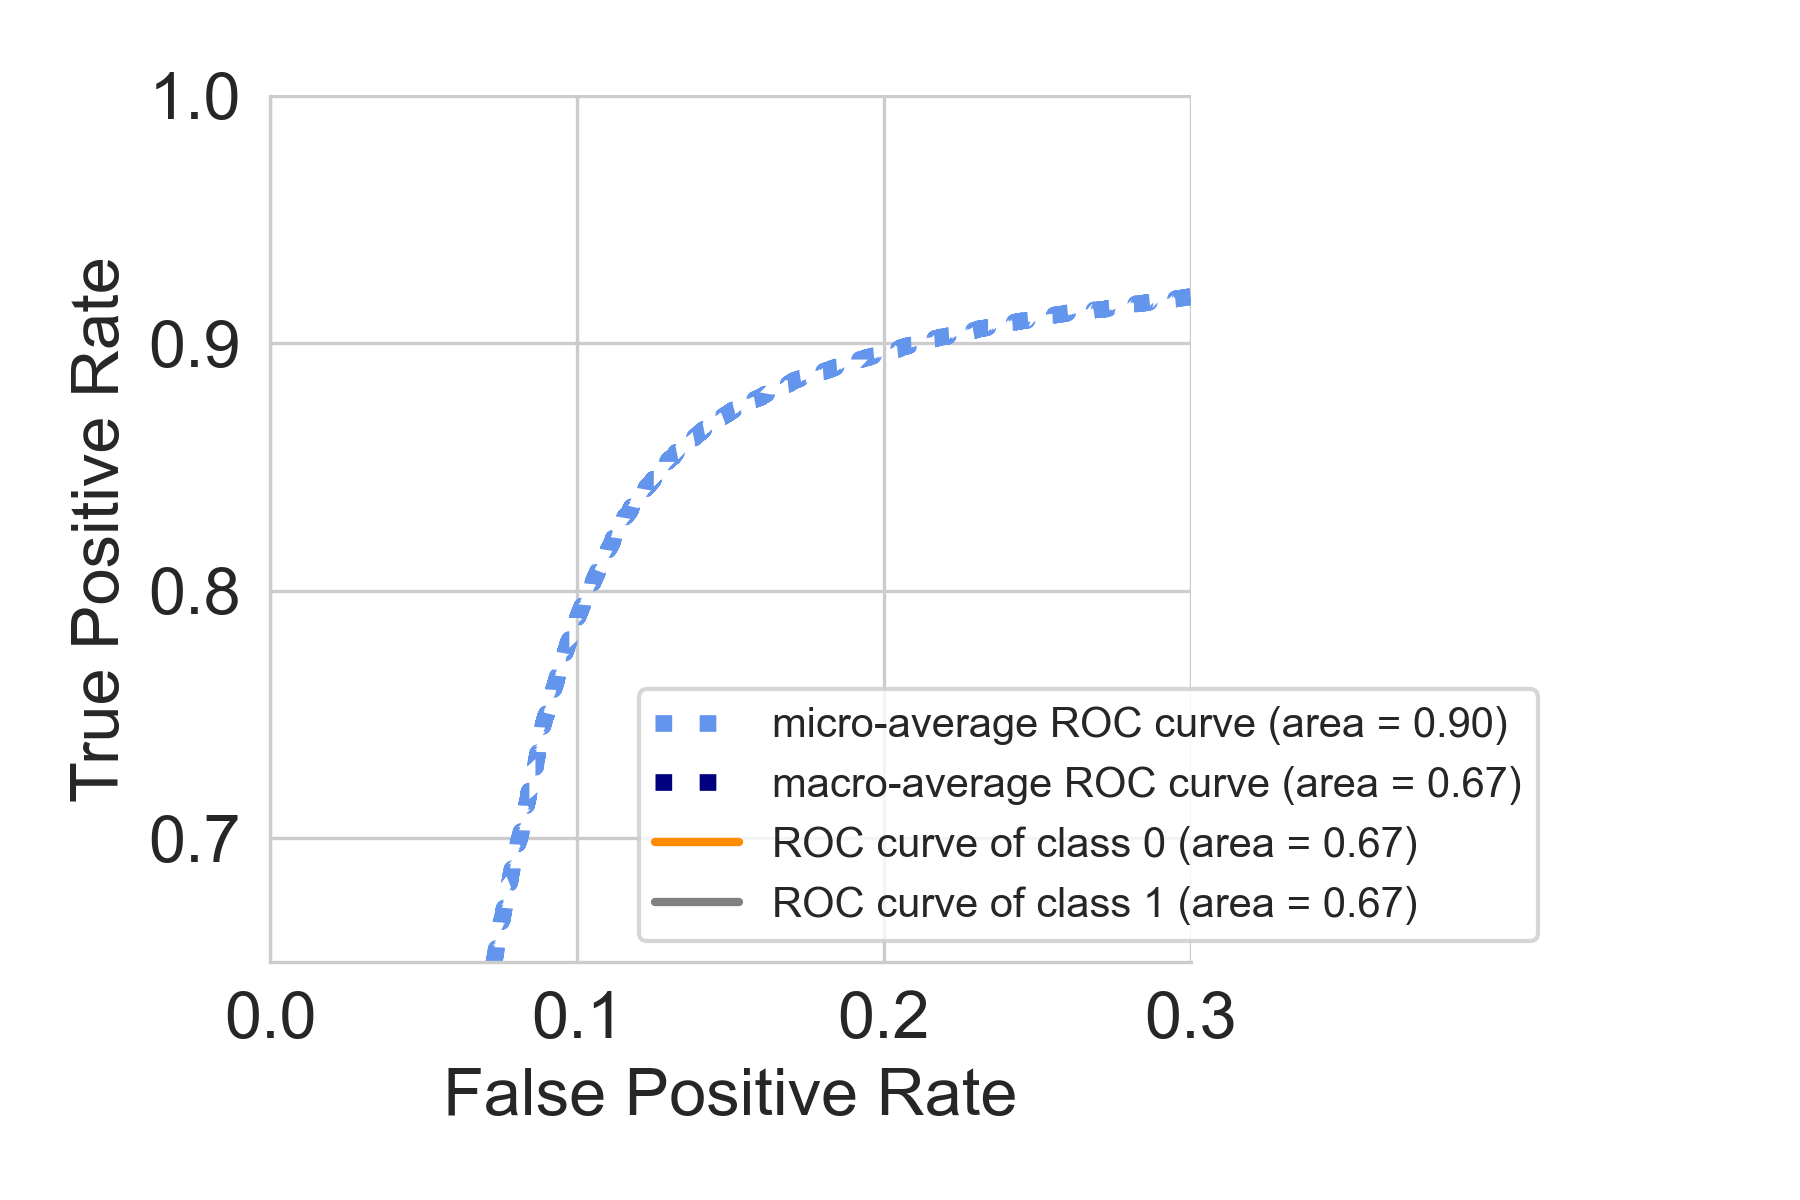 1.0
0.9
0.8
0.7
True Positive Rate
micro-average ROC curve (area = 0.90)
macro-average ROC curve (area = 0.67)
ROC curve of class 0 (area = 0.67)
ROC curve of class 1 (area = 0.67)
0.0 0.1 0.2 0.3
False Positive Rate